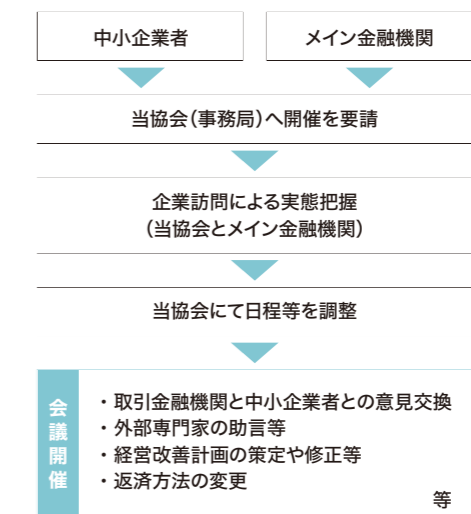 中小企業者
メイン金融機関
当協会(事務局)へ開催を要請
企業訪問による実態把握
(当協会とメイン金融機関)
当協会にて日程等を調整
会議開催
・取引金融機関と中小企業者との意見交換
・外部専門家の助言等
・経営改善計画の策定や修正等
・返済方法の変更
等